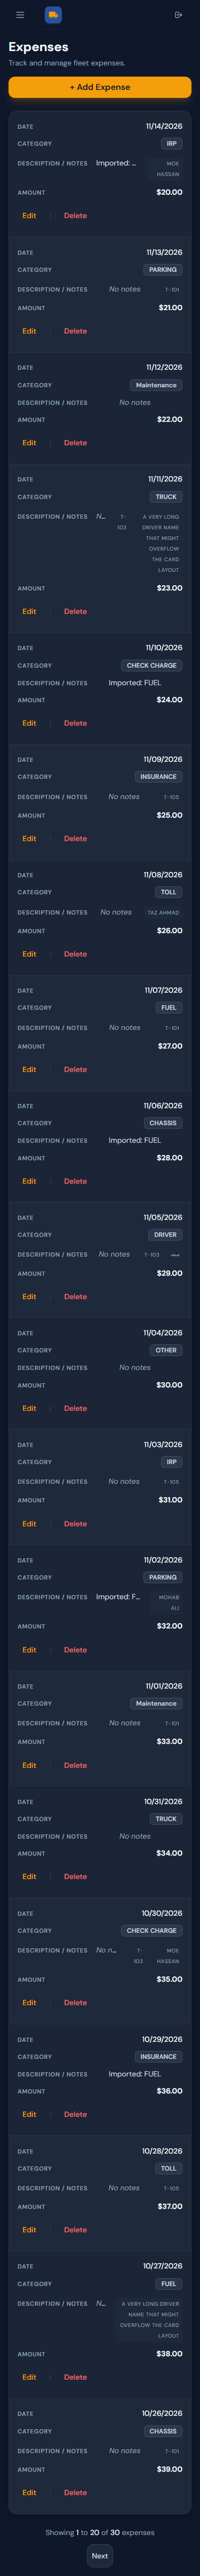 Expenses
Track and manage fleet expenses.
+ Add Expense
DATE 11/14/2026
CATEGORY IRP
DESCRIPTION / NOTES Imported: ... MOE
HASSAN
AMOUNT $20.00
Edit | Delete
DATE 11/13/2026
CATEGORY PARKING
DESCRIPTION / NOTES No notes T-101
AMOUNT $21.00
Edit | Delete
DATE 11/12/2026
CATEGORY Maintenance
DESCRIPTION / NOTES No notes
AMOUNT $22.00
Edit | Delete
DATE 11/11/2026
CATEGORY TRUCK
DESCRIPTION / NOTES N... T- A VERY LONG
103 DRIVER NAME
THAT MIGHT
OVERFLOW
THE CARD
LAYOUT
AMOUNT $23.00
Edit | Delete
DATE 11/10/2026
CATEGORY CHECK CHARGE
DESCRIPTION / NOTES Imported: FUEL
AMOUNT $24.00
Edit | Delete
DATE 11/09/2026
CATEGORY INSURANCE
DESCRIPTION / NOTES No notes T-105
AMOUNT $25.00
Edit | Delete
DATE 11/08/2026
CATEGORY TOLL
DESCRIPTION / NOTES No notes TAZ AHMAD
AMOUNT $26.00
Edit | Delete
DATE 11/07/2026
CATEGORY FUEL
DESCRIPTION / NOTES No notes T-101
AMOUNT $27.00
Edit | Delete
DATE 11/06/2026
CATEGORY CHASSIS
DESCRIPTION / NOTES Imported: FUEL
AMOUNT $28.00
Edit | Delete
DATE 11/05/2026
CATEGORY DRIVER
DESCRIPTION / NOTES No notes T-103
AMOUNT $29.00
Edit | Delete
DATE 11/04/2026
CATEGORY OTHER
DESCRIPTION / NOTES No notes
AMOUNT $30.00
Edit | Delete
DATE 11/03/2026
CATEGORY IRP
DESCRIPTION / NOTES No notes T-105
AMOUNT $31.00
Edit | Delete
DATE 11/02/2026
CATEGORY PARKING
DESCRIPTION / NOTES Imported: F... MOHAB
ALI
AMOUNT $32.00
Edit | Delete
DATE 11/01/2026
CATEGORY Maintenance
DESCRIPTION / NOTES No notes T-101
AMOUNT $33.00
Edit | Delete
DATE 10/31/2026
CATEGORY TRUCK
DESCRIPTION / NOTES No notes
AMOUNT $34.00
Edit | Delete
DATE 10/30/2026
CATEGORY CHECK CHARGE
DESCRIPTION / NOTES No n... T- MOE
103 HASSAN
AMOUNT $35.00
Edit | Delete
DATE 10/29/2026
CATEGORY INSURANCE
DESCRIPTION / NOTES Imported: FUEL
AMOUNT $36.00
Edit | Delete
DATE 10/28/2026
CATEGORY TOLL
DESCRIPTION / NOTES No notes T-105
AMOUNT $37.00
Edit | Delete
DATE 10/27/2026
CATEGORY FUEL
DESCRIPTION / NOTES N... A VERY LONG DRIVER
NAME THAT MIGHT
OVERFLOW THE CARD
LAYOUT
AMOUNT $38.00
Edit | Delete
DATE 10/26/2026
CATEGORY CHASSIS
DESCRIPTION / NOTES No notes T-101
AMOUNT $39.00
Edit | Delete
Showing 1 to 20 of 30 expenses
Next